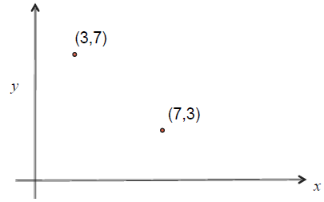 (3,7)
y
(7,3)
x